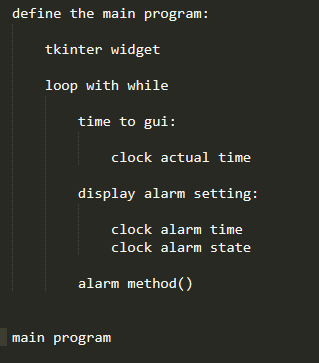 define the main program:
tkinter widget
loop with while
time to gui:
clock actual time
display alarm setting:
clock alarm time
clock alarm state
alarm method()
main program